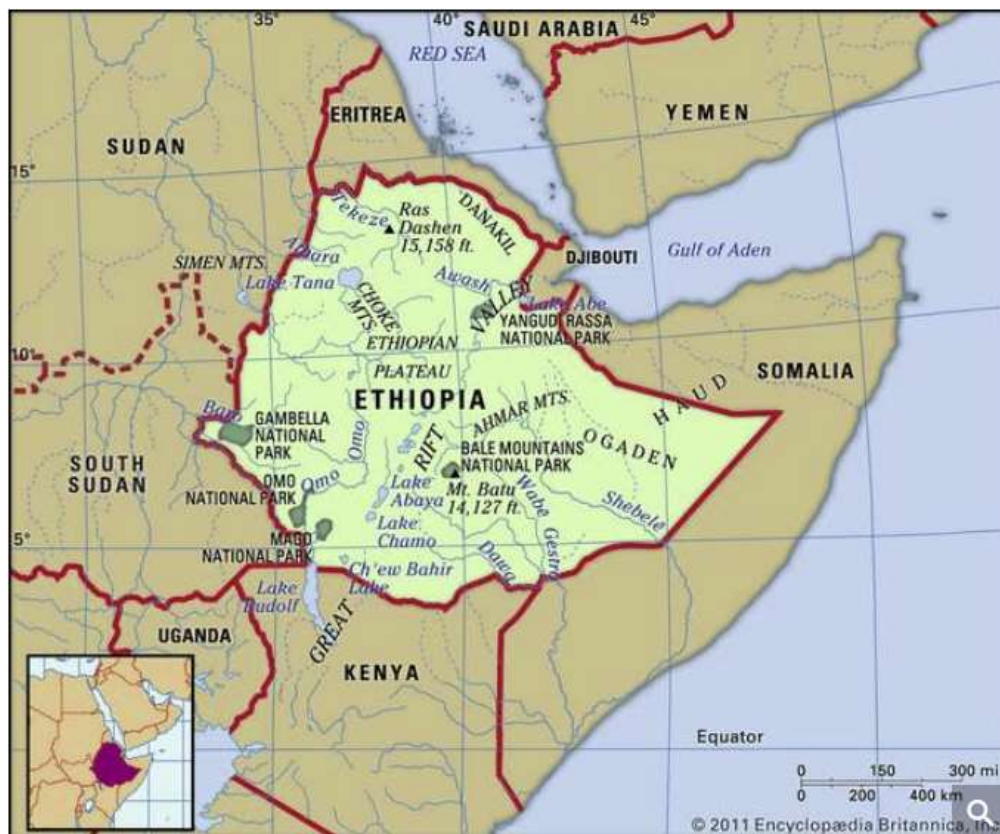 35°
40°
45°
SAUDI ARABIA
RED SEA
ERITREA
YEMEN
SUDAN
15°
Tekeze
Ras
Dashen
15,158 ft.
DANAKIL
DJIBOUTI
Gulf of Aden
SIMEN MTS.
Atbara
Lake Tana
CHOKE
MTS.
Awash
Lake Abe
VALLEY
YANGUDI RASSA
NATIONAL PARK
ETHIOPIAN
PLATEAU
10°
SOMALIA
ETHIOPIA
HAUD
Baro
GAMBELLA
NATIONAL
PARK
Omo
AHMAR MTS.
OGADEN
RIFT
BALE MOUNTAINS
NATIONAL PARK
SOUTH
SUDAN
OMO
NATIONAL PARK
Omo
Lake
Abaya
Mt. Batu
14,127 ft.
Wabe
Gestro
Shebelē
MAGO
NATIONAL PARK
Lake
Chamo
5°
Dawa
Ch'ew Bahir
Lake
Lake
Rudolf
GREAT
UGANDA
KENYA
Equator
0 150 300 mi
0 200 400 km
© 2011 Encyclopædia Britannica, Inc